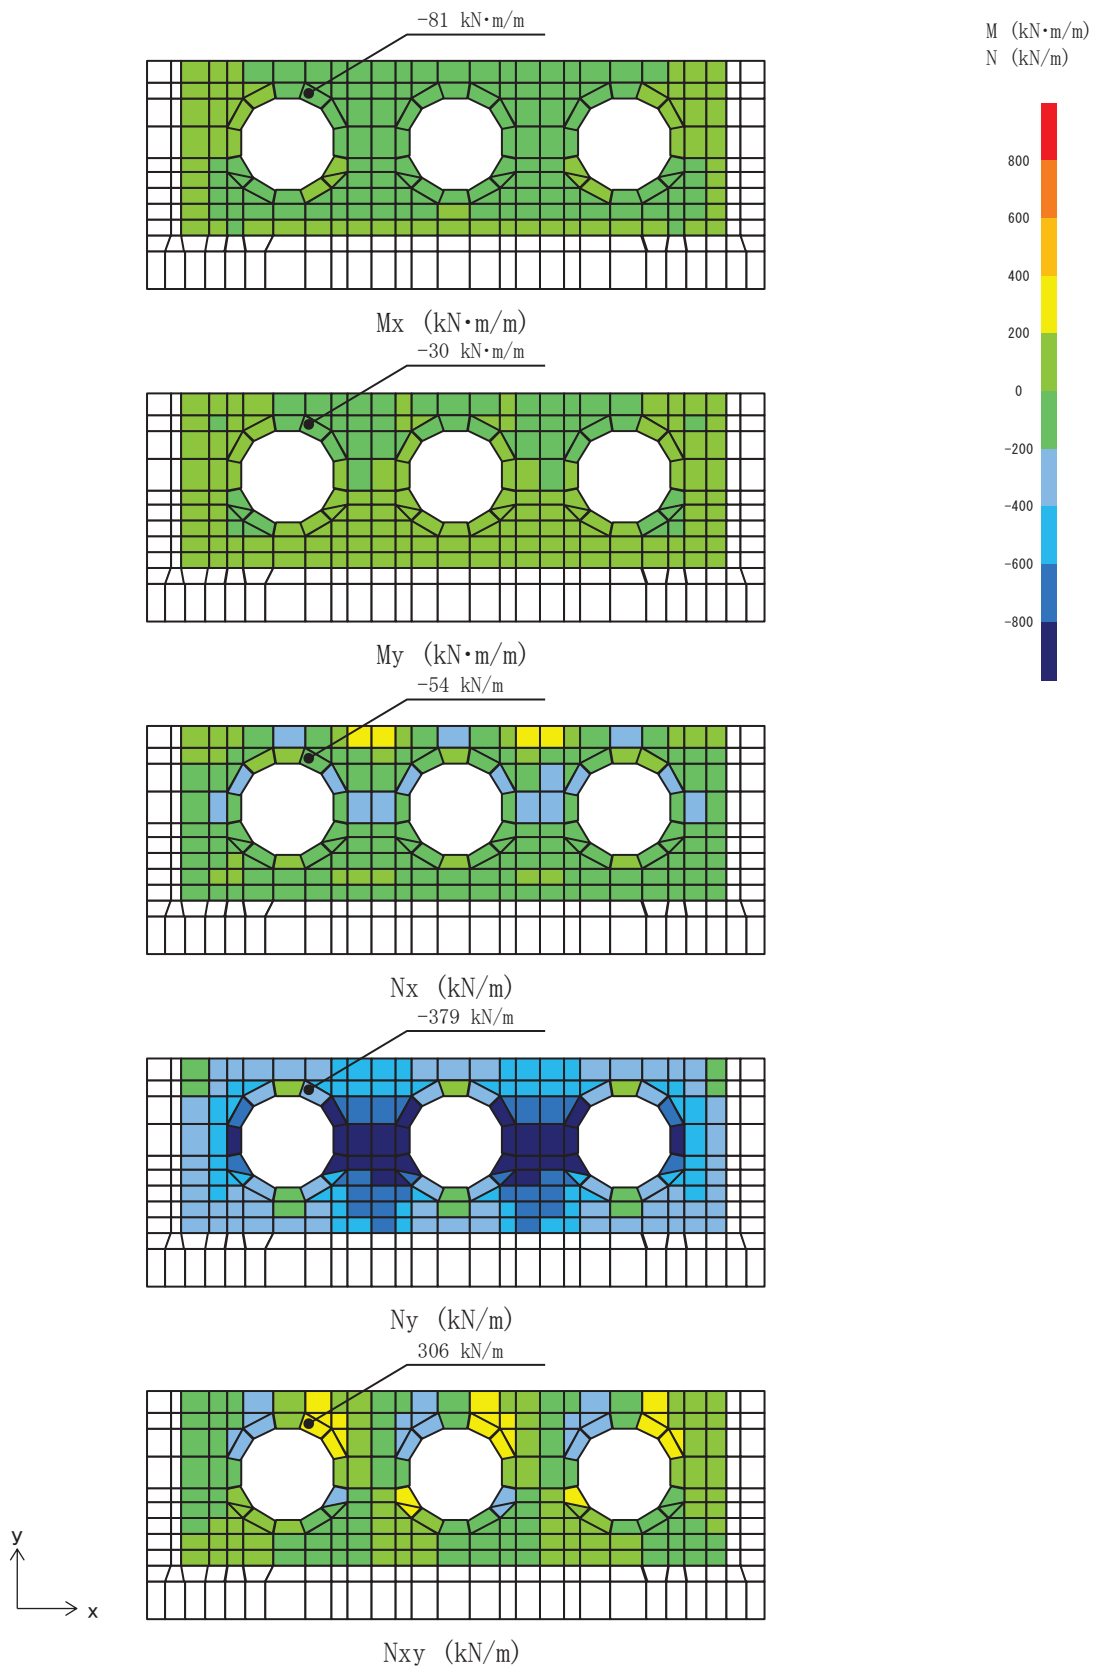 -81 kN·m/m
M (kN·m/m)
N (kN/m)
800
600
400
200
0
-200
-400
-600
-800
Mx (kN·m/m)
-30 kN·m/m
My (kN·m/m)
-54 kN/m
Nx (kN/m)
-379 kN/m
Ny (kN/m)
306 kN/m
Nxy (kN/m)
y
x